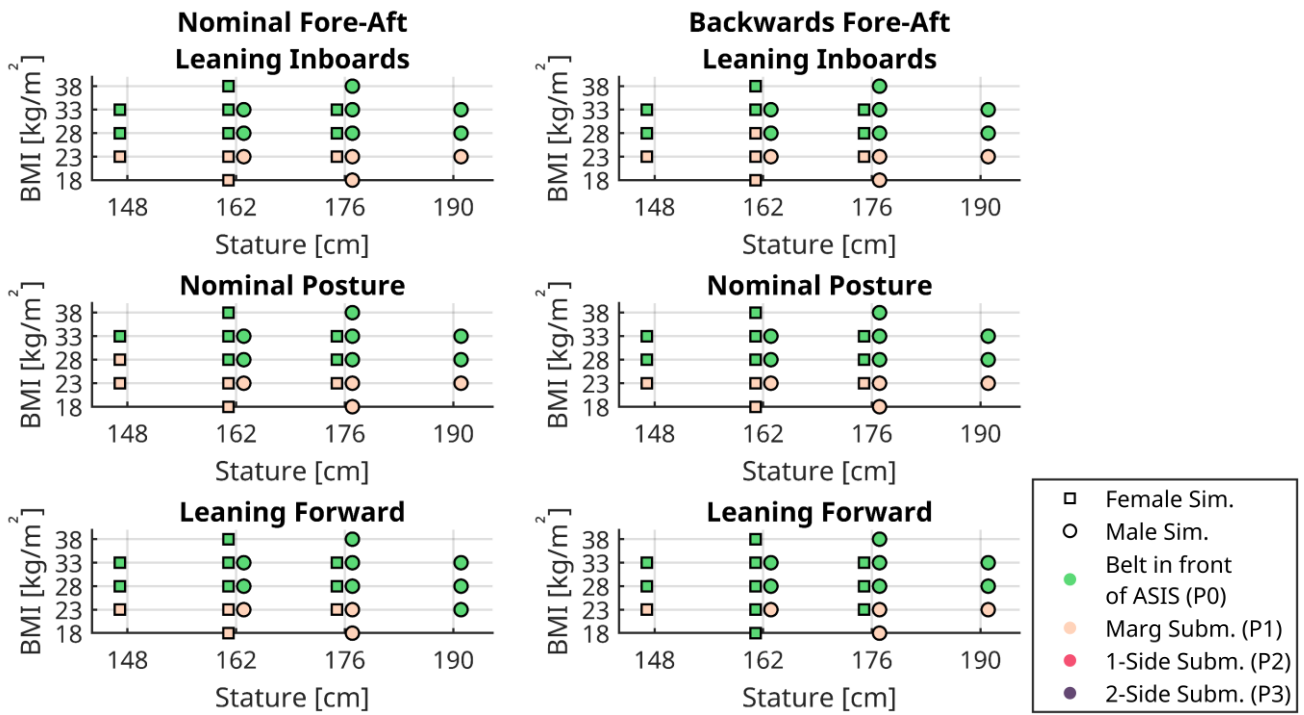 Nominal Fore-Aft
Leaning Inboards
BMI [kg/m²]
38
33
28
23
18
148 162 176 190
Stature [cm]
Backwards Fore-Aft
Leaning Inboards
BMI [kg/m²]
38
33
28
23
18
148 162 176 190
Stature [cm]
Nominal Posture
BMI [kg/m²]
38
33
28
23
18
148 162 176 190
Stature [cm]
Nominal Posture
BMI [kg/m²]
38
33
28
23
18
148 162 176 190
Stature [cm]
Leaning Forward
BMI [kg/m²]
38
33
28
23
18
148 162 176 190
Stature [cm]
Leaning Forward
BMI [kg/m²]
38
33
28
23
18
148 162 176 190
Stature [cm]
Female Sim.
Male Sim.
Belt in front
of ASIS (P0)
Marg Subm. (P1)
1-Side Subm. (P2)
2-Side Subm. (P3)